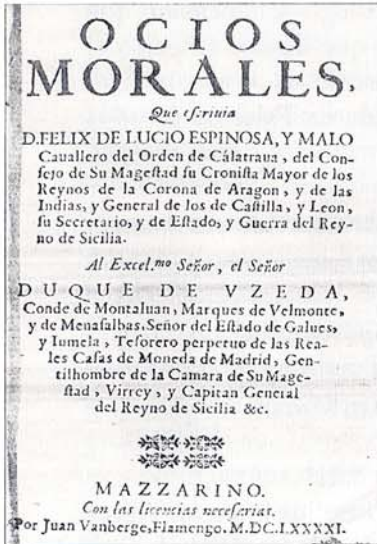 OCIOS
MORALES,
Que eſcriuia
D.FELIX DE LUCIO ESPINOSA, Y MALO
Cauallero del Orden de Calatraua, del Con-
ſejo de Su Mageſtad ſu Croniſta Mayor de los
Reynos de la Corona de Aragon, y de las
Indias, y General de los de Caſtilla, y Leon,
ſu Secretario, y de Eſtado, y Guerra del Rey-
no de Sicilia.
Al Excel.mo Señor, el Señor
DUQUE DE VZEDA,
Conde de Montaluan, Marques de Velmonte,
y de Menaſalbas, Señor del Eſtado de Galues,
y Iumela, Teſorero perpetuo de las Rea-
les Caſas de Moneda de Madrid, Gen-
tilhombre de la Camara de Su Mage-
ſtad, Virrey, y Capitan General
del Reyno de Sicilia &c.
MAZZARINO.
Con las licencias neceſarias.
Por Juan Vanberge, Flamengo. M.DC.LXXXXI.